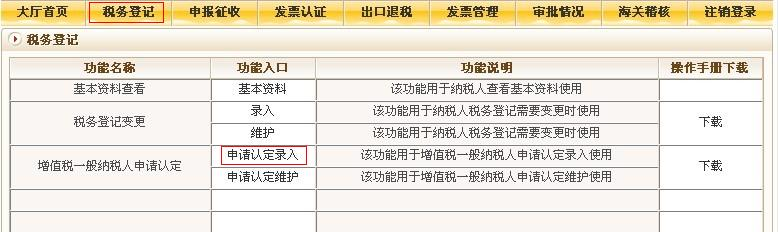 大厅首页 税务登记 申报征收 发票认证 出口退税 发票管理 审批情况 海关稽核 注销登录
税务登记
功能名称 功能入口 功能说明 操作手册下载
基本资料查看 基本资料 该功能用于纳税人查看基本资料使用
税务登记变更 录入 该功能用于纳税人税务登记需要变更时使用 下载
维护 该功能用于纳税人税务登记需要变更时使用
增值税一般纳税人申请认定 申请认定录入 该功能用于增值税一般纳税人申请认定录入使用 下载
申请认定维护 该功能用于增值税一般纳税人申请认定维护使用